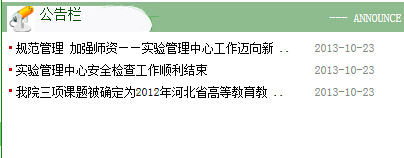 公告栏 —— ANNOUNCE
规范管理 加强师资——实验管理中心工作迈向新 .. 2013-10-23
实验管理中心安全检查工作顺利结束 2013-10-23
我院三项课题被确定为2012年河北省高等教育教 .. 2013-10-23